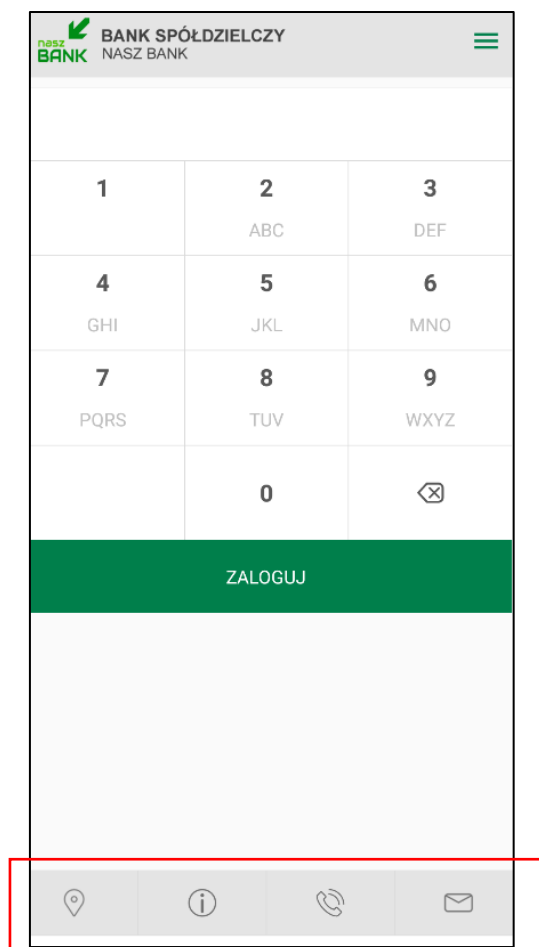 nasz BANK SPÓŁDZIELCZY
BANK NASZ BANK
1 2 3
ABC DEF
4 5 6
GHI JKL MNO
7 8 9
PQRS TUV WXYZ
0
ZALOGUJ